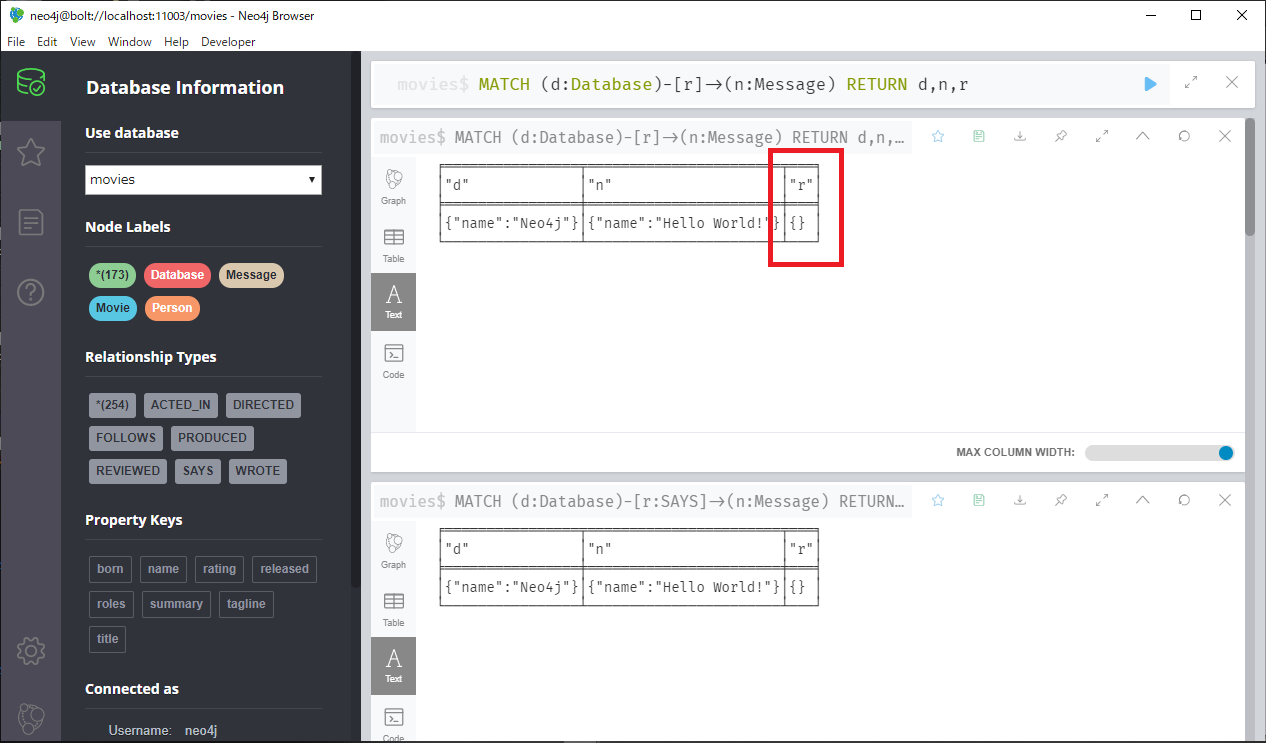 neo4j@bolt://localhost:11003/movies - Neo4j Browser
File Edit View Window Help Developer
Database Information
Use database
movies
Node Labels
*(173) Database Message
Movie Person
Relationship Types
*(254) ACTED_IN DIRECTED
FOLLOWS PRODUCED
REVIEWED SAYS WROTE
Property Keys
born name rating released
roles summary tagline
title
Connected as
Username: neo4j
movies$ MATCH (d:Database)-[r]→(n:Message) RETURN d,n,r
movies$ MATCH (d:Database)-[r]→(n:Message) RETURN d,n,…
Graph
Table
Text
Code
"d" "n" "r"
{"name":"Neo4j"} {"name":"Hello World!"} {}
MAX COLUMN WIDTH:
movies$ MATCH (d:Database)-[r:SAYS]→(n:Message) RETURN…
Graph
Table
Text
Code
"d" "n" "r"
{"name":"Neo4j"} {"name":"Hello World!"} {}